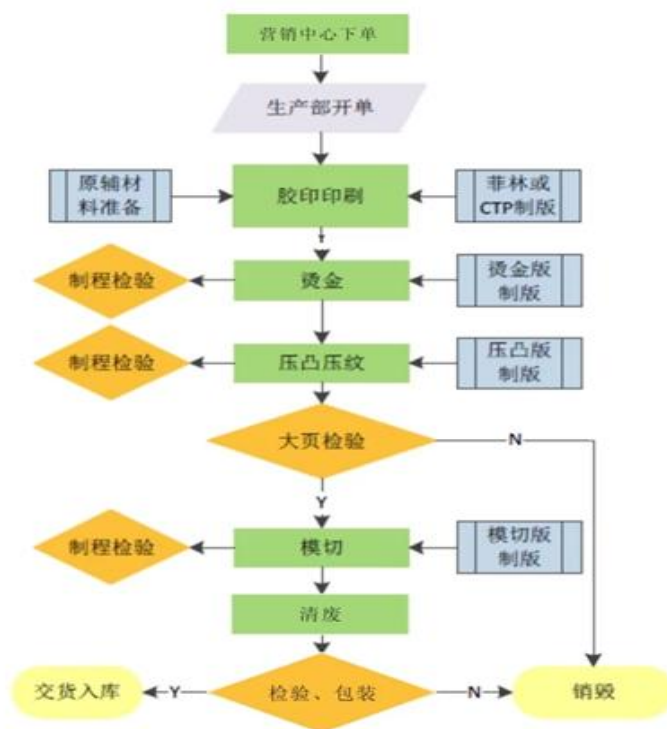 营销中心下单
生产部开单
原辅材
料准备
胶印印刷
菲林或
CTP制版
制程检验
烫金
烫金版
制版
制程检验
压凸压纹
压凸版
制版
大页检验
N
Y
制程检验
模切
模切版
制版
清废
交货入库
Y
检验、包装
N
销毁